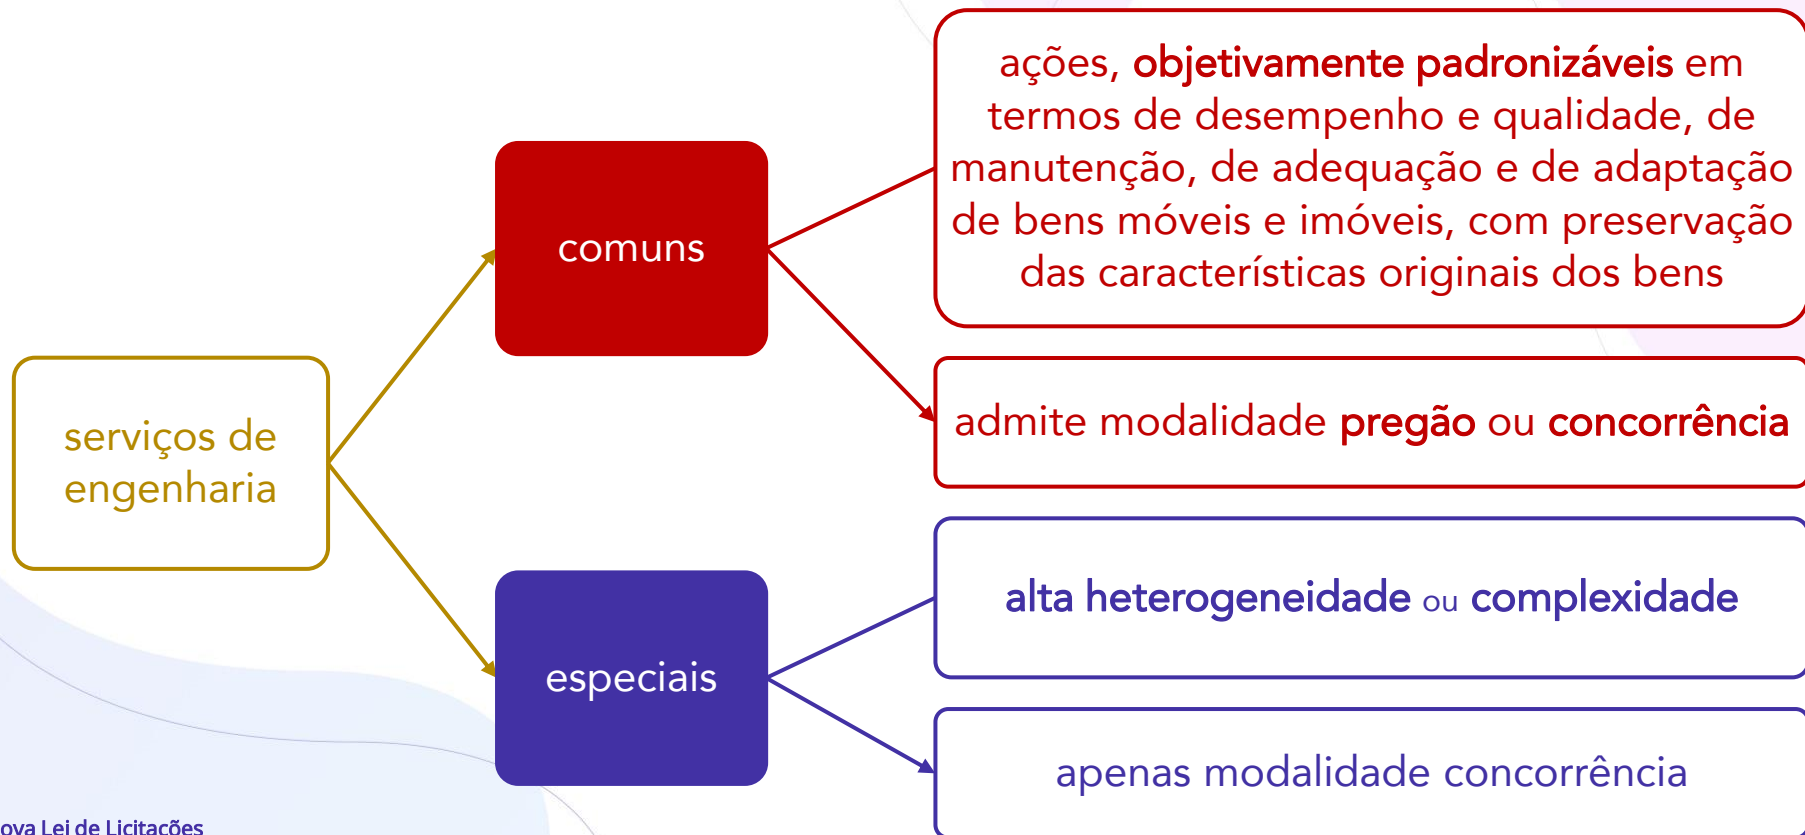 ações, objetivamente padronizáveis em
termos de desempenho e qualidade, de
manutenção, de adequação e de adaptação
de bens móveis e imóveis, com preservação
das características originais dos bens
comuns
admite modalidade pregão ou concorrência
serviços de
engenharia
alta heterogeneidade ou complexidade
especiais
apenas modalidade concorrência
ova Lei de Licitações